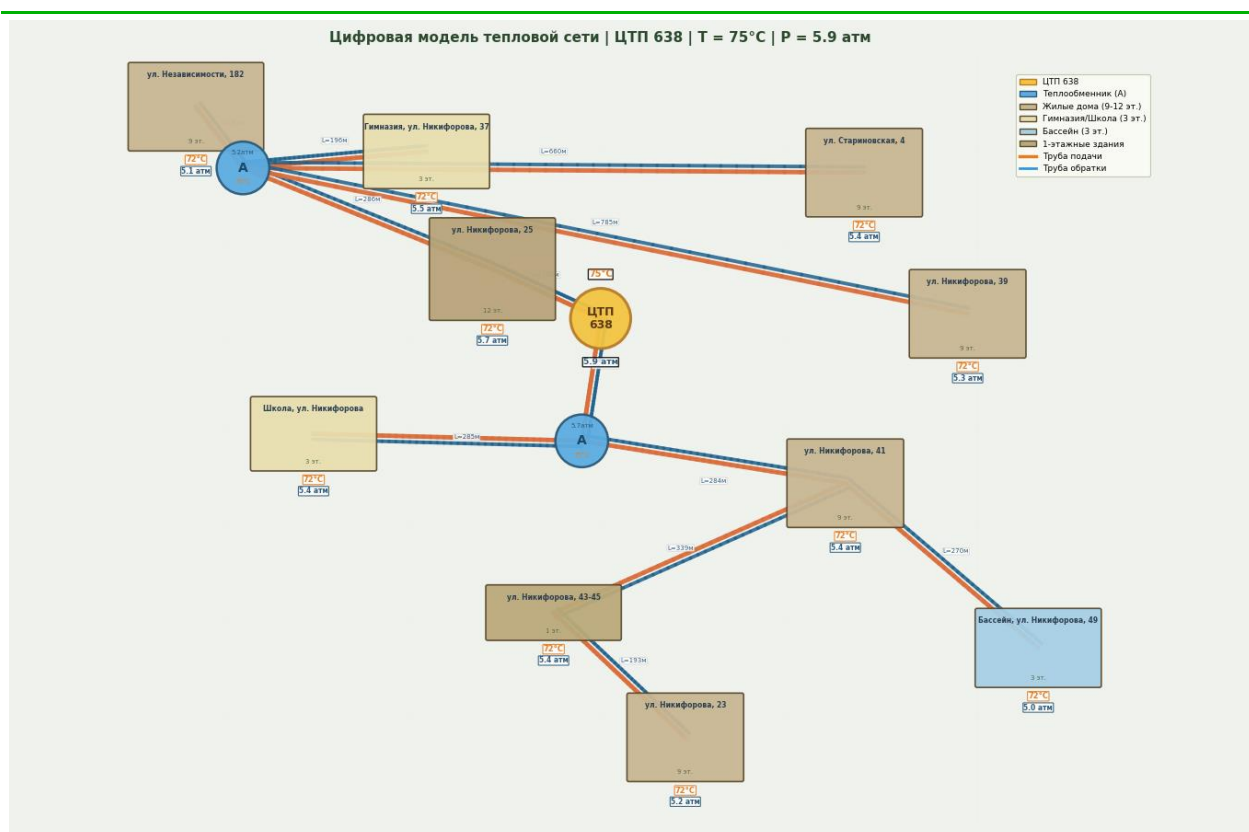 Цифровая модель тепловой сети | ЦТП 638 | T = 75°C | P = 5.9 атм
ул. Независимости, 182
9 эт.
72°C
5.1 атм
5.2атм
A
L=196м
Гимназия, ул. Никифорова, 37
3 эт.
72°C
5.5 атм
L=660м
ул. Стариновская, 4
9 эт.
72°C
5.4 атм
ЦТП 638
Теплообменник (А)
Жилые дома (9-12 эт.)
Гимназия/Школа (3 эт.)
Бассейн (3 эт.)
1-этажные здания
Труба подачи
Труба обратки
L=286м
L=785м
ул. Никифорова, 25
12 эт.
72°C
5.7 атм
75°C
ЦТП
638
5.9 атм
ул. Никифорова, 39
9 эт.
72°C
5.3 атм
Школа, ул. Никифорова
3 эт.
72°C
5.4 атм
L=285м
5.7атм
A
L=284м
ул. Никифорова, 41
9 эт.
72°C
5.4 атм
L=339м
L=270м
ул. Никифорова, 43-45
1 эт.
72°C
5.4 атм
L=193м
Бассейн, ул. Никифорова, 49
3 эт.
72°C
5.0 атм
ул. Никифорова, 23
9 эт.
72°C
5.2 атм